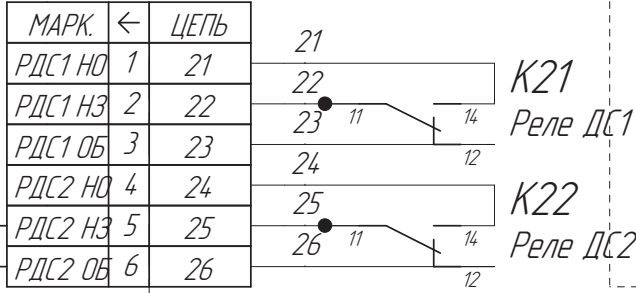 МАРК. ← ЦЕПЬ
РДС1 НО 1 21
РДС1 НЗ 2 22
РДС1 ОБ 3 23
РДС2 НО 4 24
РДС2 НЗ 5 25
РДС2 ОБ 6 26
21
22
23 11 14
12
К21
Реле ДС1
24
25
26 11 14
12
К22
Реле ДС2